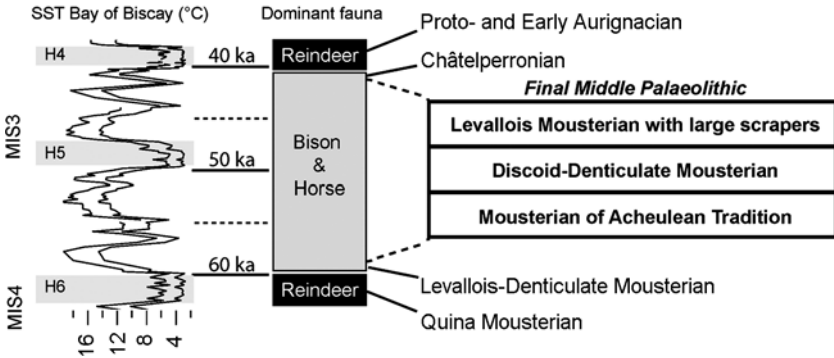 SST Bay of Biscay (°C)
Dominant fauna
Proto- and Early Aurignacian
H4
40 ka
Reindeer
Châtelperronian
Final Middle Palaeolithic
Levallois Mousterian with large scrapers
MIS3
H5
50 ka
Bison
&
Horse
Discoid-Denticulate Mousterian
Mousterian of Acheulean Tradition
60 ka
MIS4
H6
Reindeer
Levallois-Denticulate Mousterian
Quina Mousterian
16 12 8 4